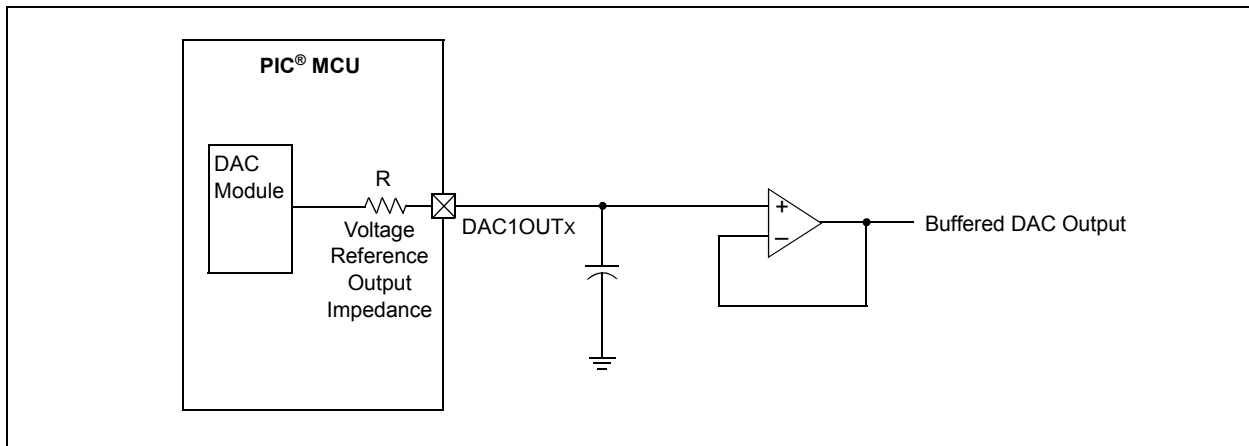 PIC® MCU
DAC
Module
R
Voltage
Reference
Output
Impedance
DAC1OUTx
+
–
Buffered DAC Output